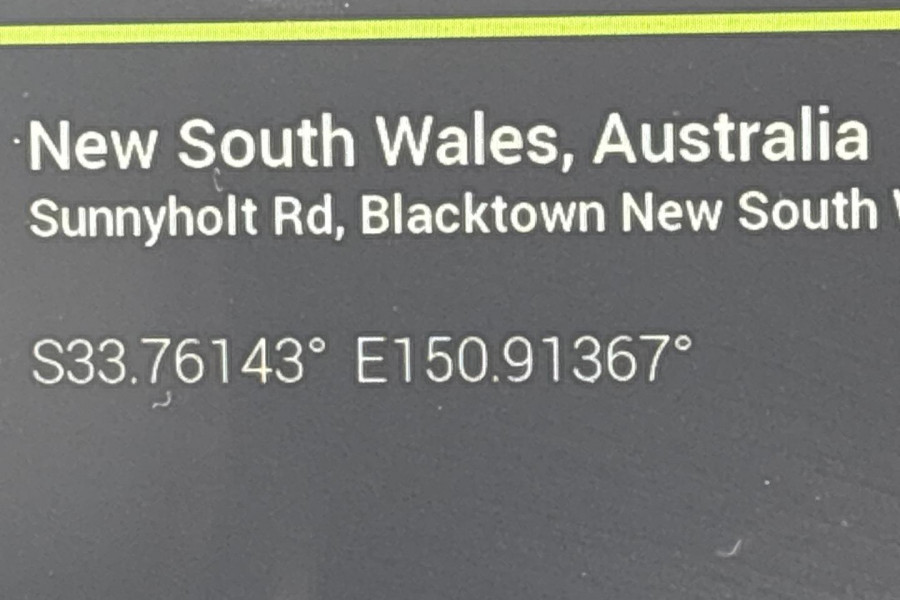 New South Wales, Australia
Sunnyholt Rd, Blacktown New South
S33.76143° E150.91367°